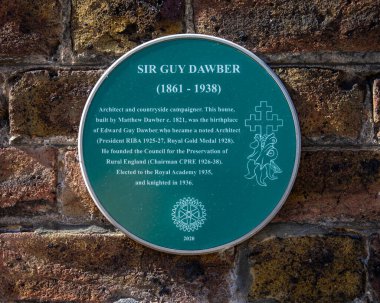 SIR GUY DAWBER
(1861 - 1938)
Architect and countryside campaigner. This house,
built by Matthew Dawber c. 1821, was the birthplace
of Edward Guy Dawber who became a noted Architect
(President RIBA 1925-27, Royal Gold Medal 1928).
He founded the Council for the Preservation of
Rural England (Chairman CPRE 1926-38).
Elected to the Royal Academy 1935,
and knighted in 1936.
2020